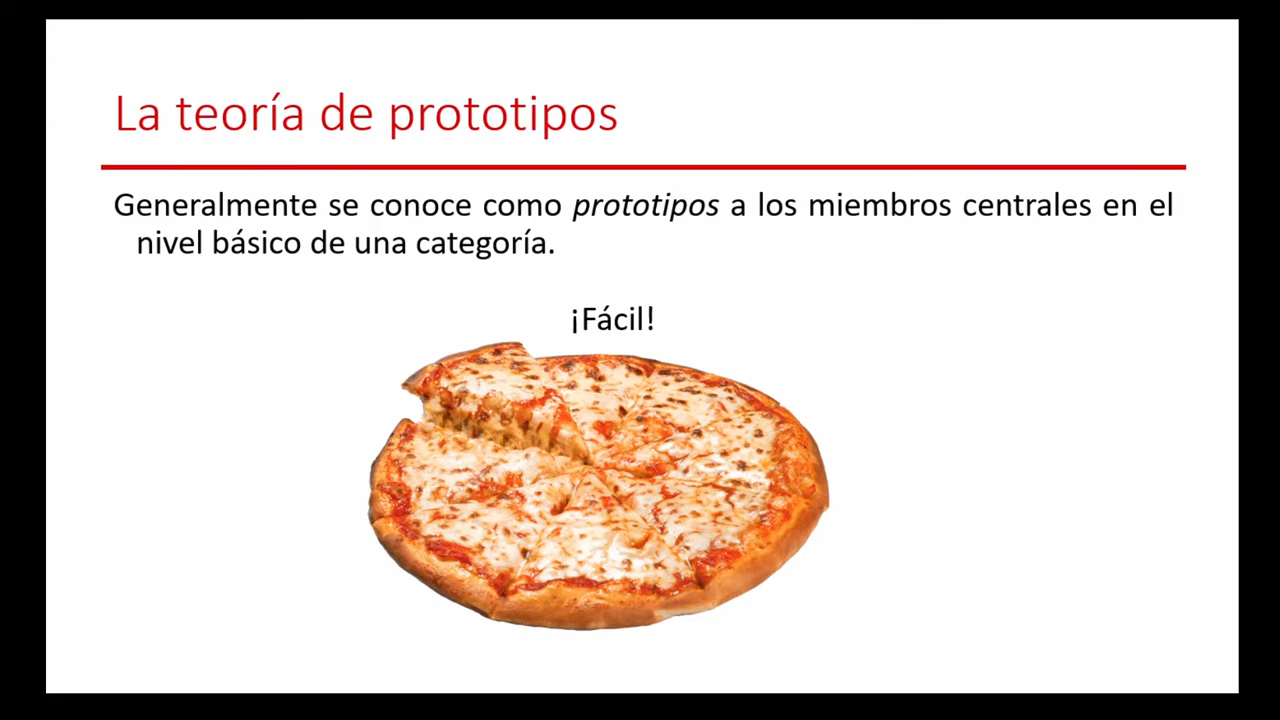 La teoría de prototipos
Generalmente se conoce como prototipos a los miembros centrales en el
nivel básico de una categoría.
¡Fácil!